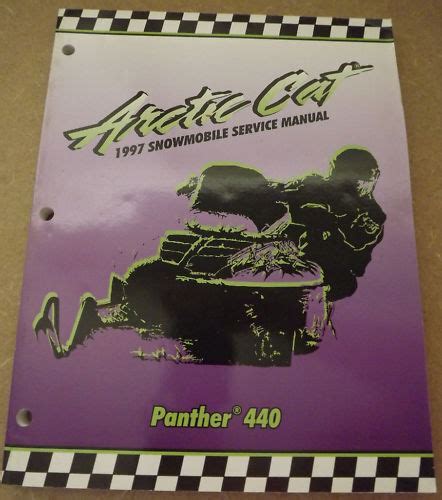 Arctic Cat®
1997 SNOWMOBILE SERVICE MANUAL
Panther® 440